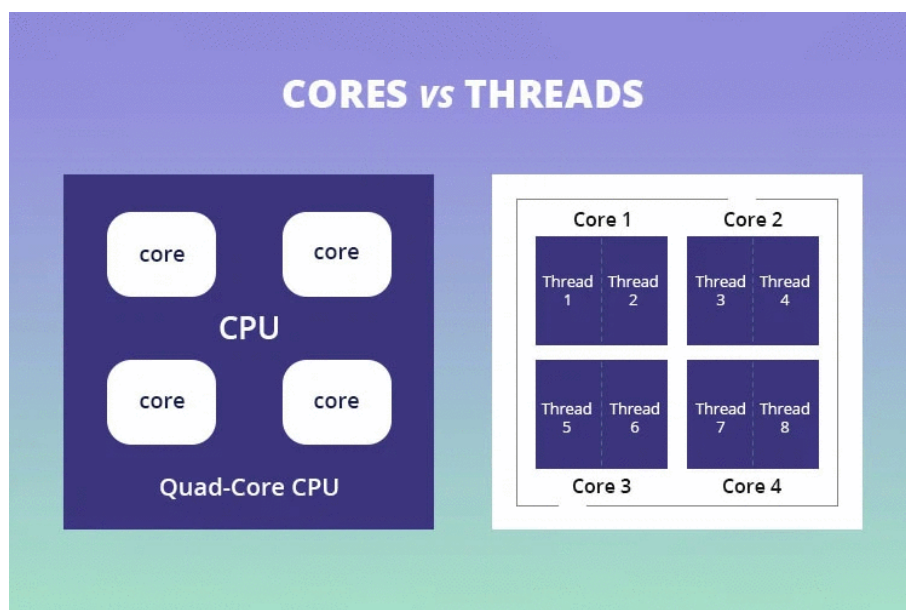 CORES vs THREADS
core
core
CPU
core
core
Quad-Core CPU
Core 1
Core 2
Thread
1
Thread
2
Thread
3
Thread
4
Thread
5
Thread
6
Thread
7
Thread
8
Core 3
Core 4